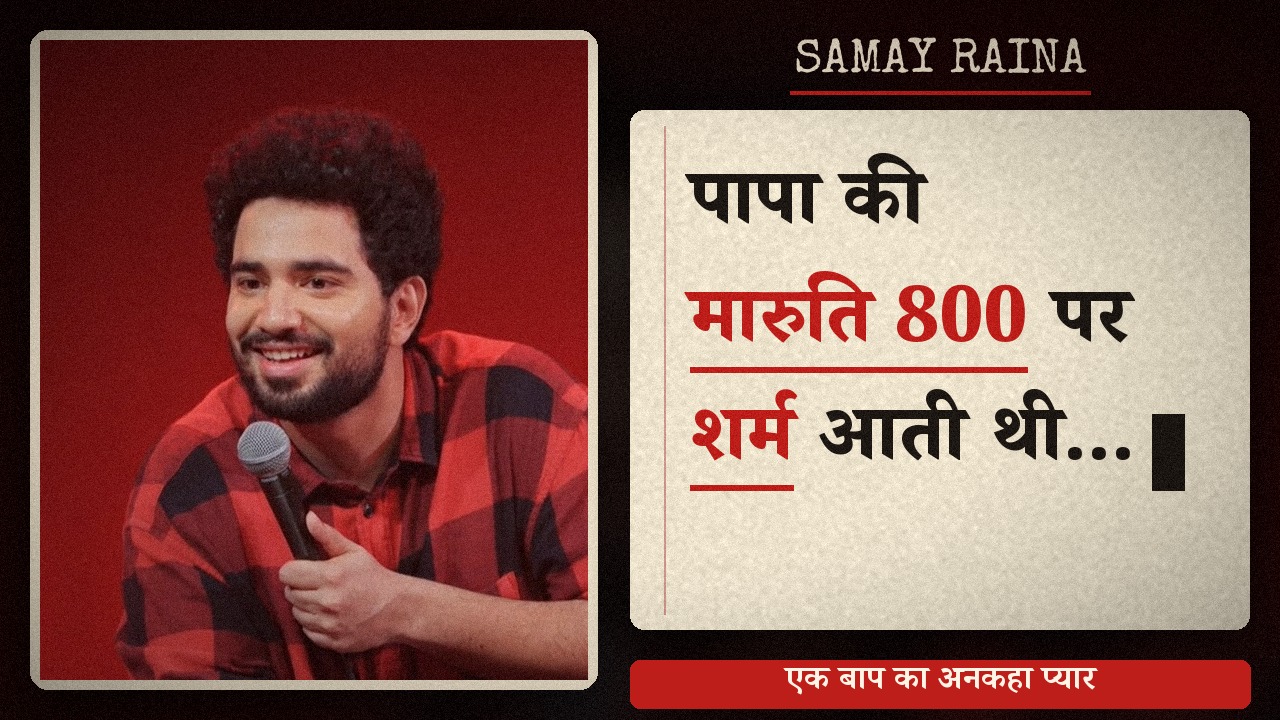 SAMAY RAINA
पापा की
मारुति 800 पर
शर्म आती थी...
एक बाप का अनकहा प्यार